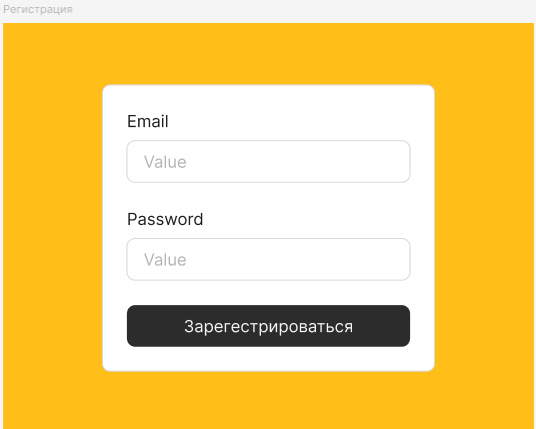 Регистрация
Email
Value
Password
Value
Зарегестрироваться